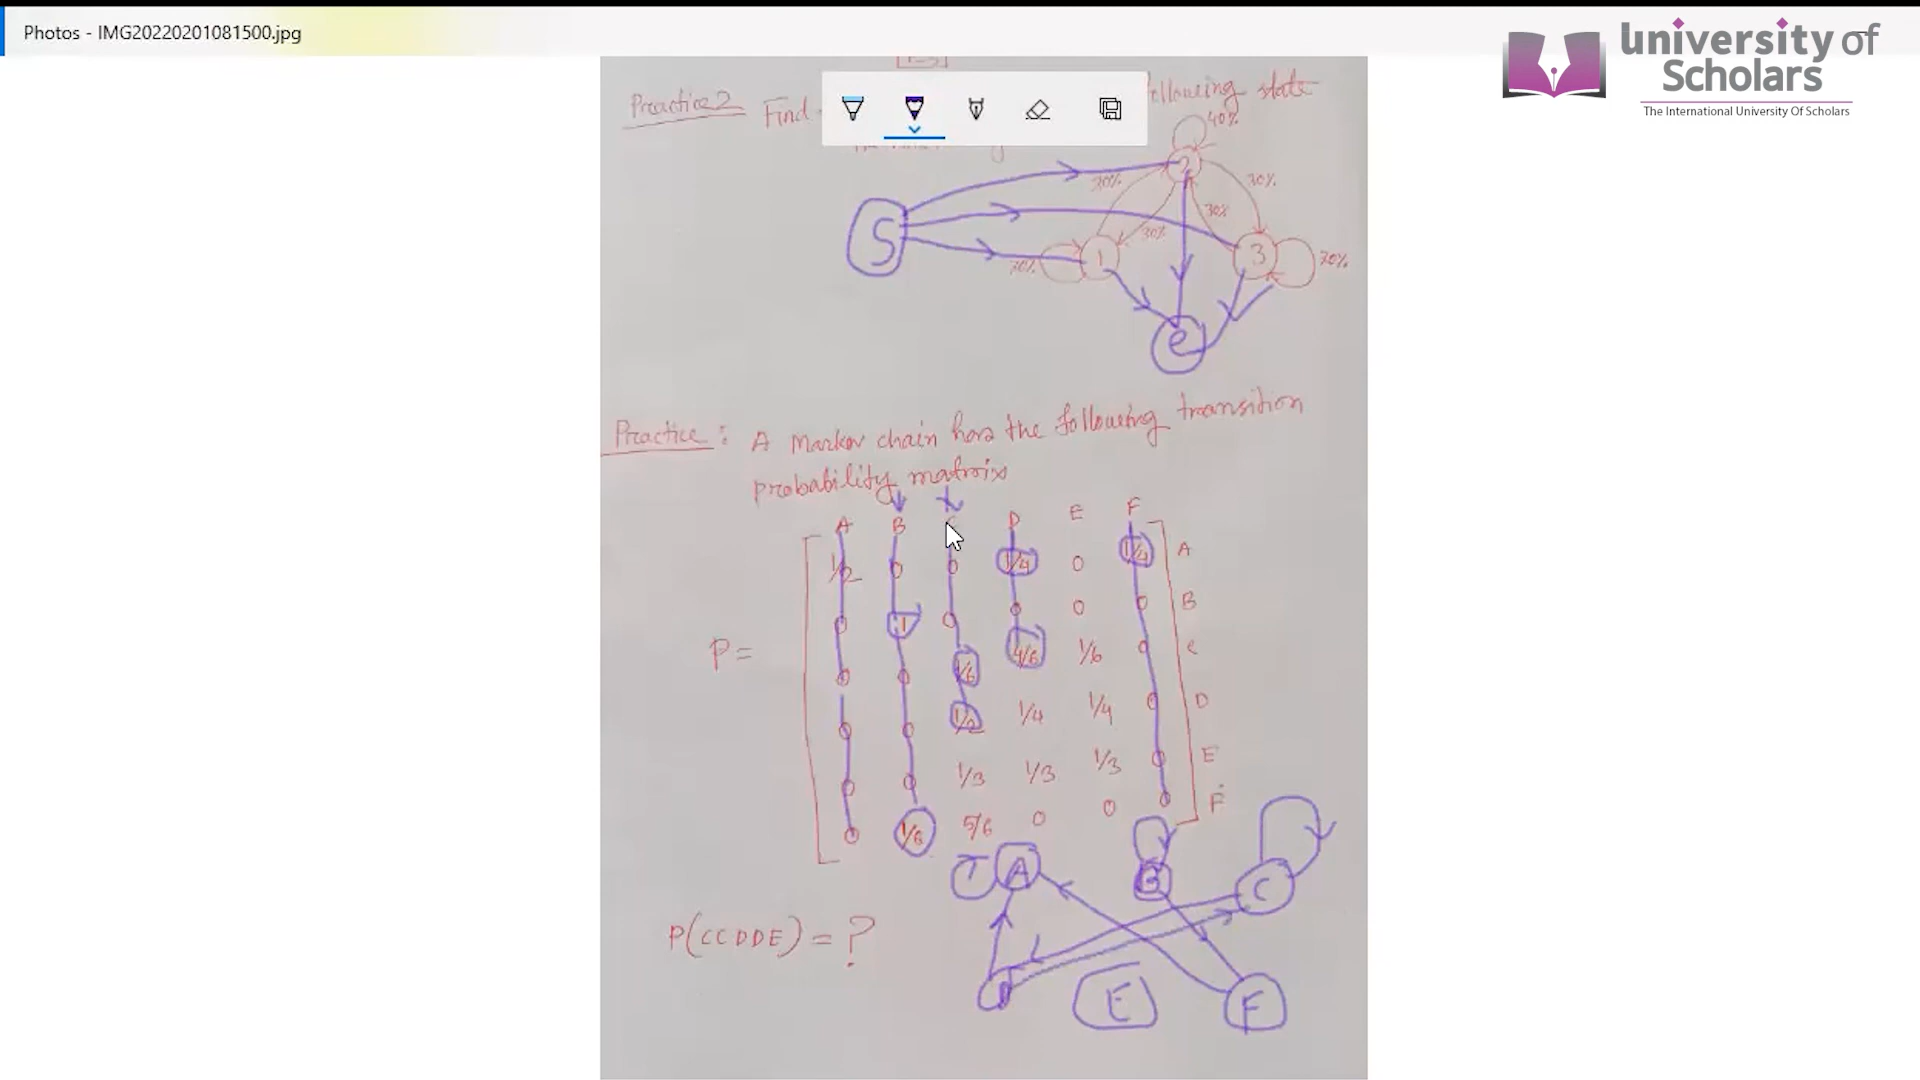 Photos - IMG20220201081500.jpg
university of
Scholars
The International University Of Scholars
Practice 2 Find following state
40%
2
30%
30%
30%
S
1
3
e
Practice: A Markov chain has the following transition
probability matrix
A B C D E F
1/2 0 0 1/4 0 1/4 A
0 1 0 0 0 0 B
0 0 1/6 4/6 1/6 0 C
0 0 1/2 1/4 1/4 0 D
0 0 1/3 1/3 1/3 0 E
0 1/6 5/6 0 0 0 F
P=
A B C
P(CCDDE) = ?
D E F